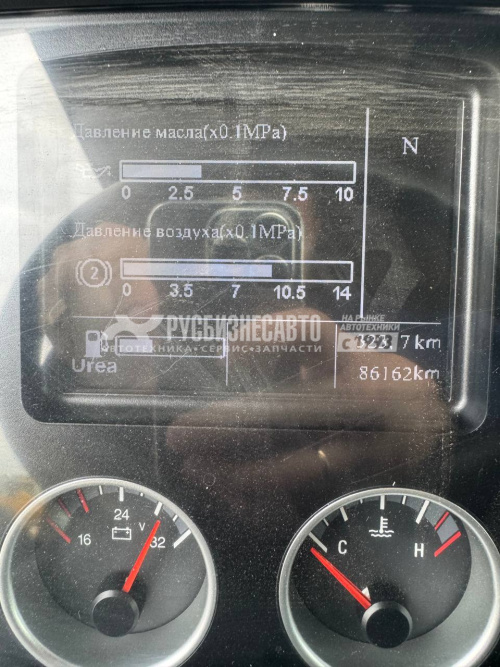 Давление масла(x0.1MPa)
N
0 2.5 5 7.5 10
Давление воздуха(x0.1MPa)
2
0 3.5 7 10.5 14
РУСБИЗНЕСАВТО
АВТОТЕХНИКА•СЕРВИС•ЗАПЧАСТИ
НА РЫНКЕ
АВТОТЕХНИКИ
7 km
Urea
86162km
16 24 32 V
C H